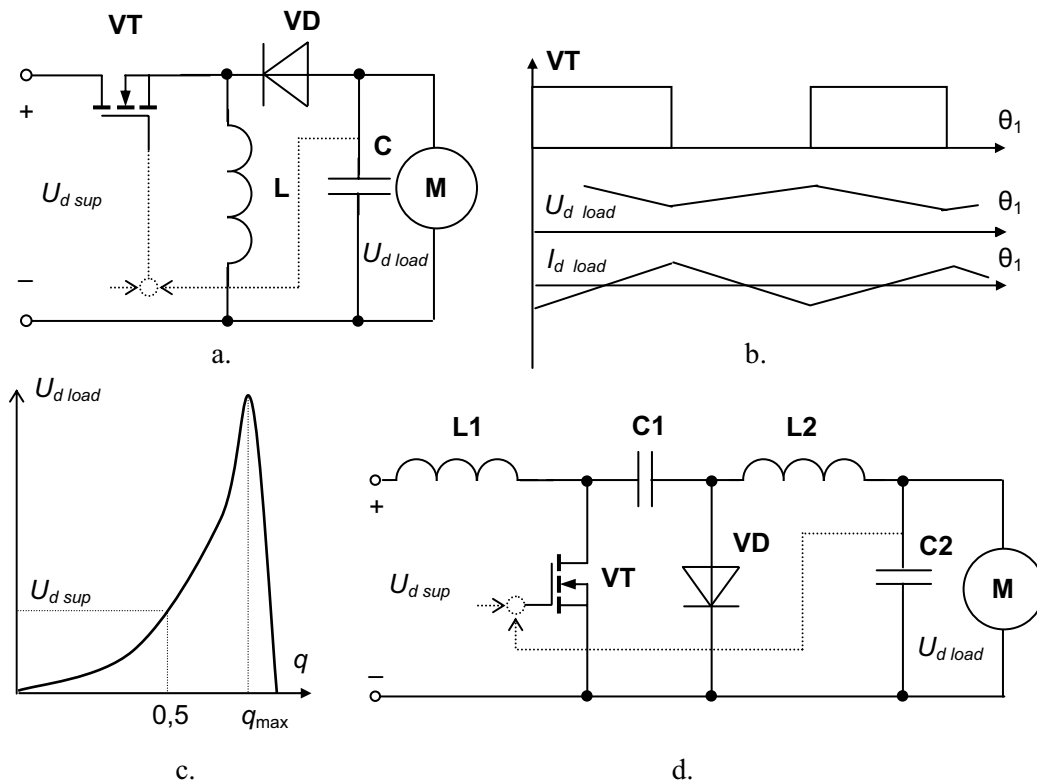 VT
VD
+
U_d sup
L
C
M
U_d load
−
a.
VT
θ₁
U_d load
θ₁
I_d load
θ₁
b.
U_d load
U_d sup
q
0,5
q_max
c.
L1
C1
L2
+
U_d sup
VT
VD
C2
M
U_d load
−
d.